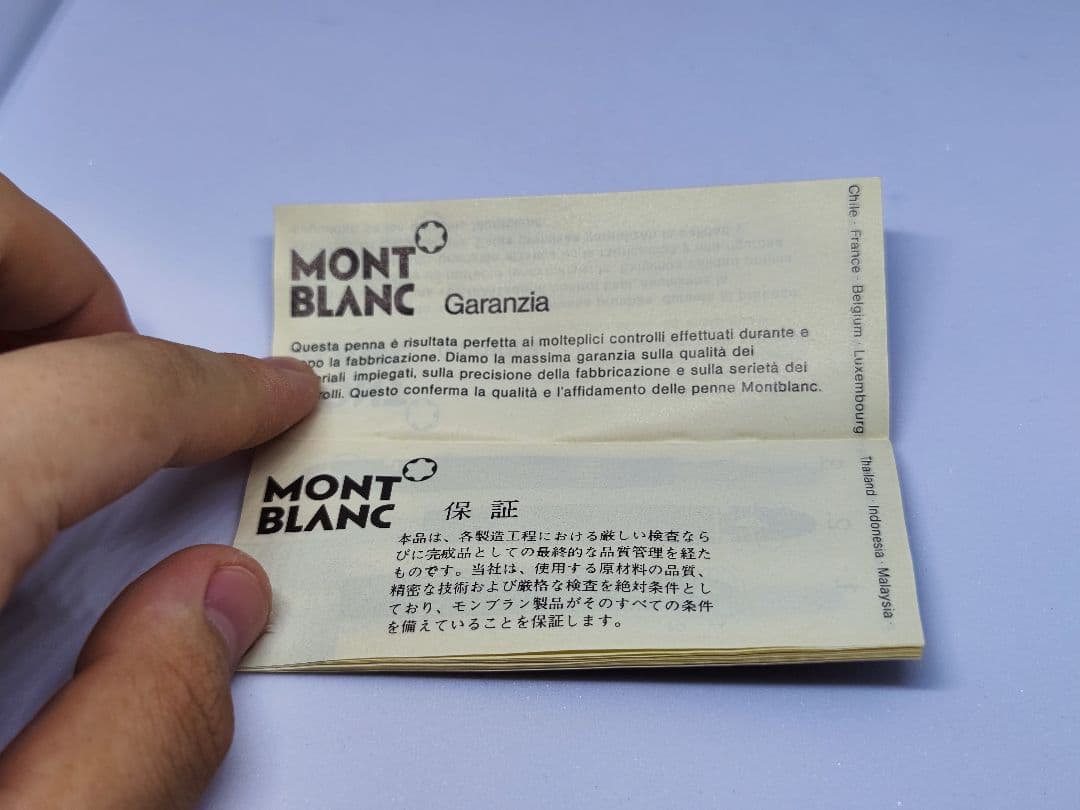 MONT
BLANC Garanzia
Questa penna è risultata perfetta ai molteplici controlli effettuati durante e
la fabbricazione. Diamo la massima garanzia sulla qualità dei
impiegati, sulla precisione della fabbricazione e sulla serietà dei
Questo conferma la qualità e l'affidamento delle penne Montblanc.
Chile · France · Belgium · Luxembourg
MONT
BLANC 保証
本品は、各製造工程における厳しい検査なら
びに完成品としての最終的な品質管理を経た
ものです。当社は、使用する原材料の品質、
精密な技術および厳格な検査を絶対条件とし
ており、モンブラン製品がそのすべての条件
を備えていることを保証します。
Thailand · Indonesia · Malaysia ·